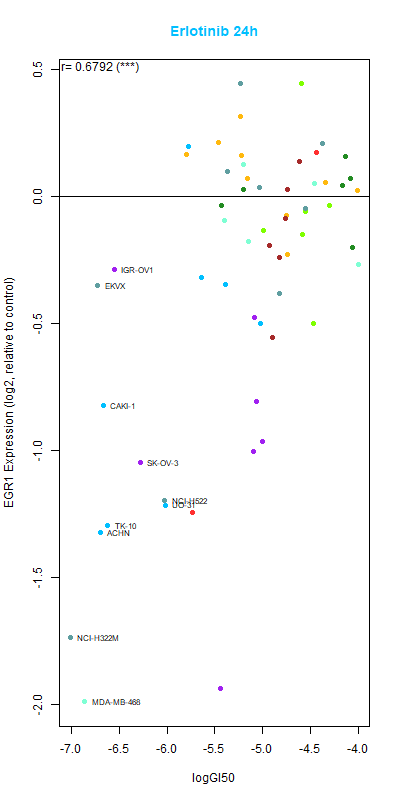 Erlotinib 24h
r= 0.6792 (***)
0.5
0.0
-0.5
-1.0
-1.5
-2.0
EGR1 Expression (log2, relative to control)
IGR-OV1
EKVX
CAKI-1
SK-OV-3
NCI-H522
UO-31
TK-10
ACHN
NCI-H322M
MDA-MB-468
-7.0 -6.5 -6.0 -5.5 -5.0 -4.5 -4.0
logGI50